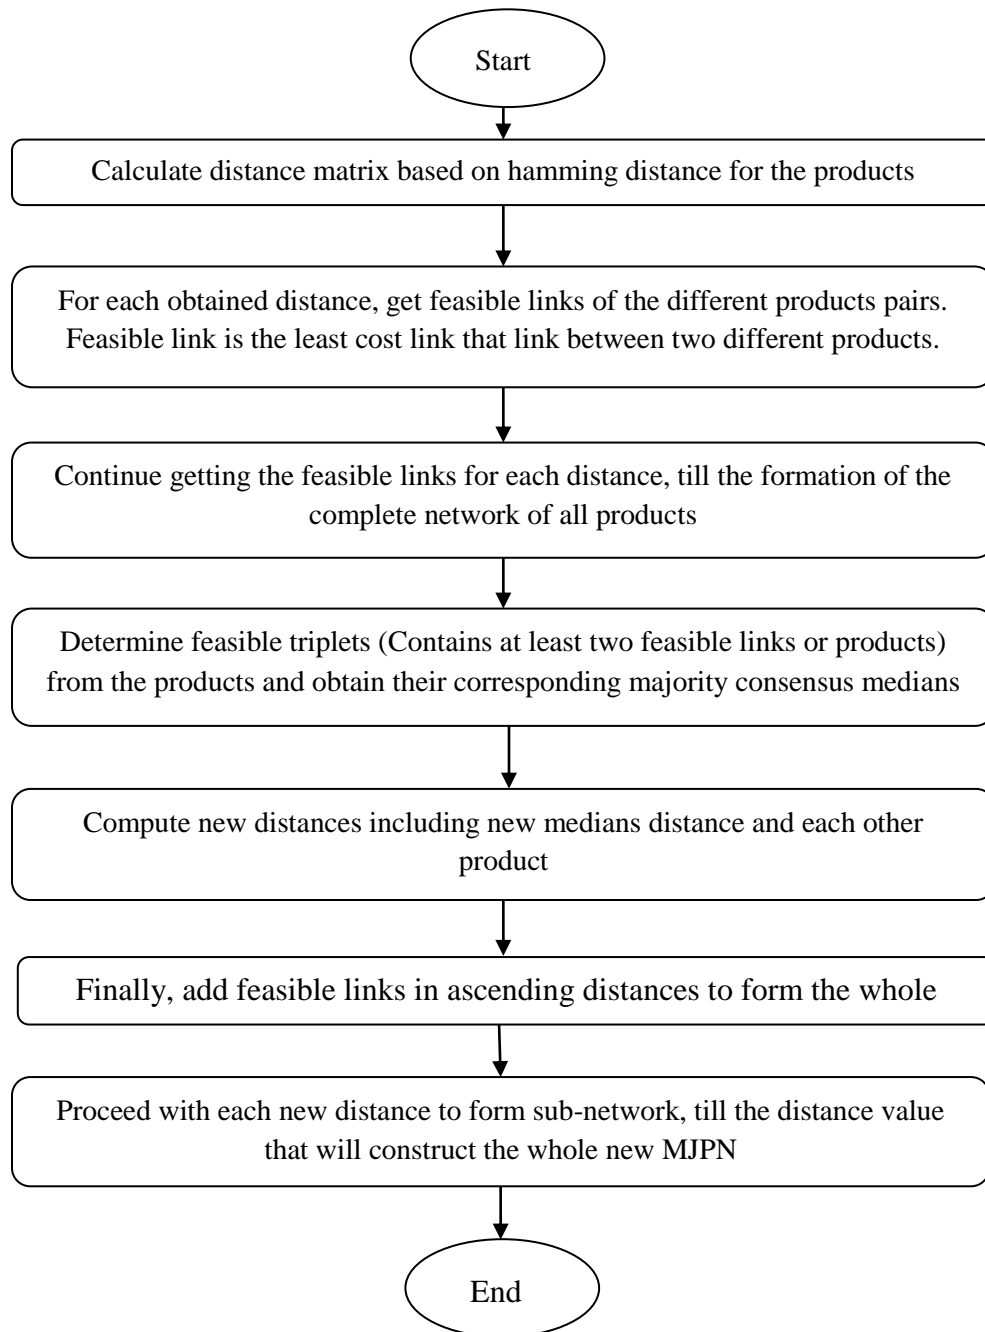 Start
Calculate distance matrix based on hamming distance for the products
For each obtained distance, get feasible links of the different products pairs.
Feasible link is the least cost link that link between two different products.
Continue getting the feasible links for each distance, till the formation of the
complete network of all products
Determine feasible triplets (Contains at least two feasible links or products)
from the products and obtain their corresponding majority consensus medians
Compute new distances including new medians distance and each other
product
Finally, add feasible links in ascending distances to form the whole
Proceed with each new distance to form sub-network, till the distance value
that will construct the whole new MJPN
End